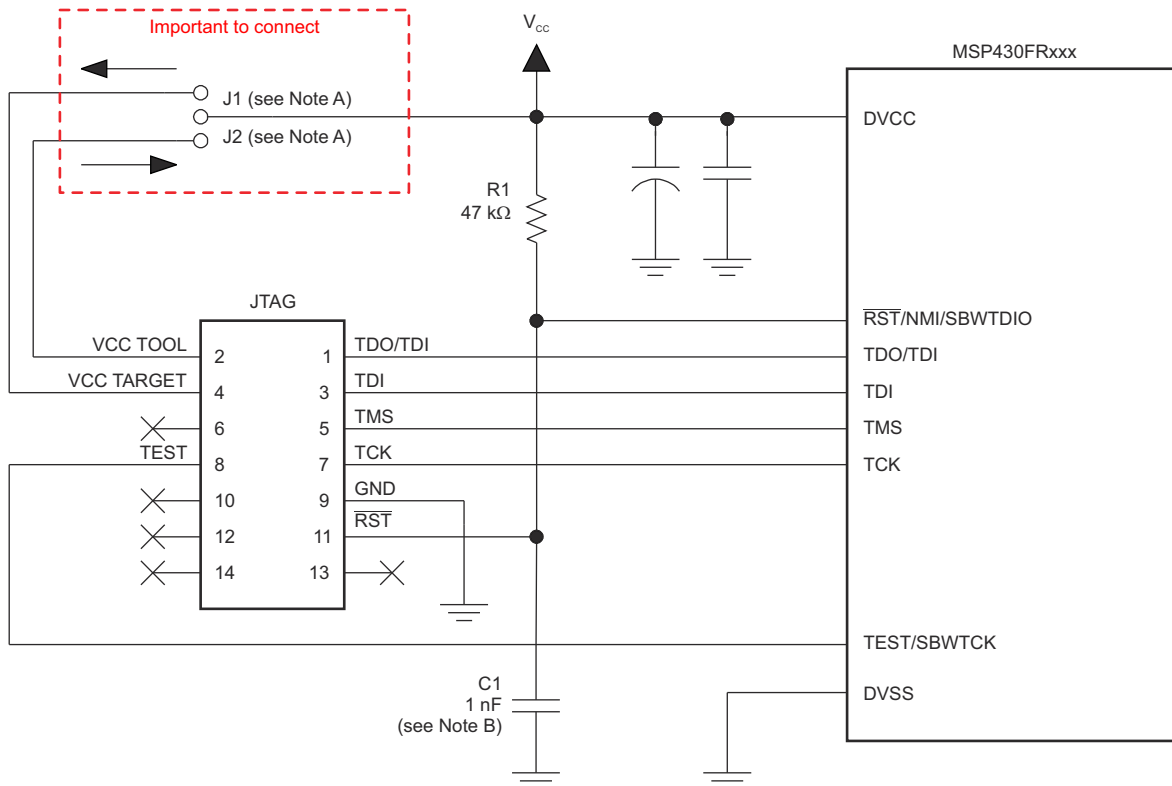 Important to connect
VCC
MSP430FRxxx
J1 (see Note A)
J2 (see Note A)
DVCC
R1
47 kΩ
JTAG
RST/NMI/SBWTDIO
VCC TOOL
2
1
TDO/TDI
TDO/TDI
VCC TARGET
4
3
TDI
TDI
6
5
TMS
TMS
TEST
8
7
TCK
TCK
10
9
GND
12
11
RST
14
13
TEST/SBWTCK
C1
1 nF
(see Note B)
DVSS